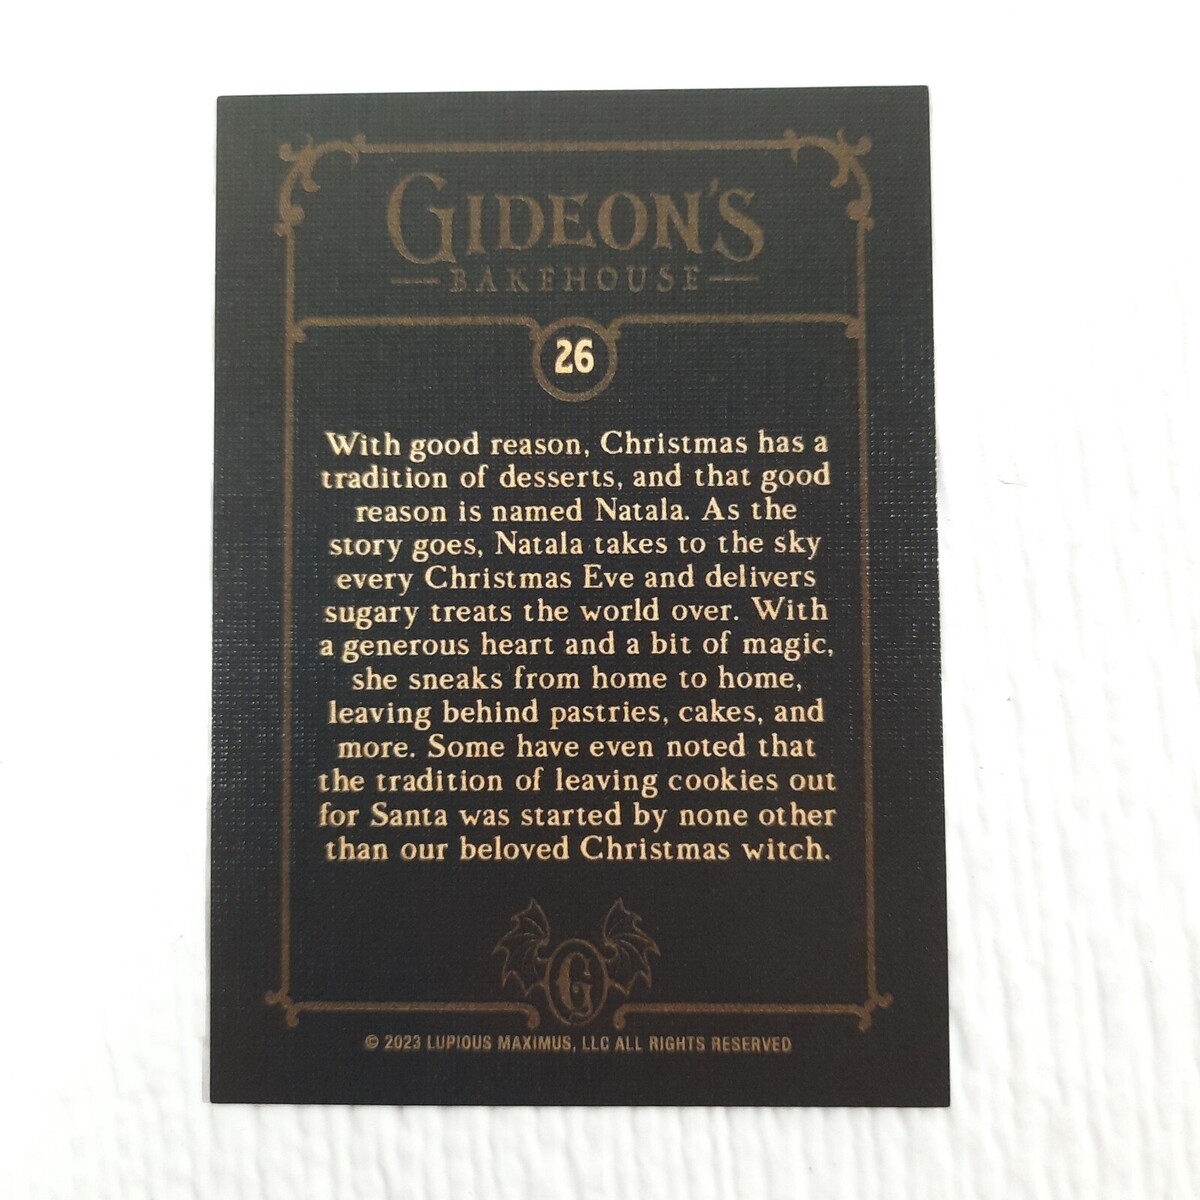 GIDEON'S
BAKEHOUSE
26
With good reason, Christmas has a
tradition of desserts, and that good
reason is named Natala. As the
story goes, Natala takes to the sky
every Christmas Eve and delivers
sugary treats the world over. With
a generous heart and a bit of magic,
she sneaks from home to home,
leaving behind pastries, cakes, and
more. Some have even noted that
the tradition of leaving cookies out
for Santa was started by none other
than our beloved Christmas witch.
G
© 2023 LUPIOUS MAXIMUS, LLC ALL RIGHTS RESERVED